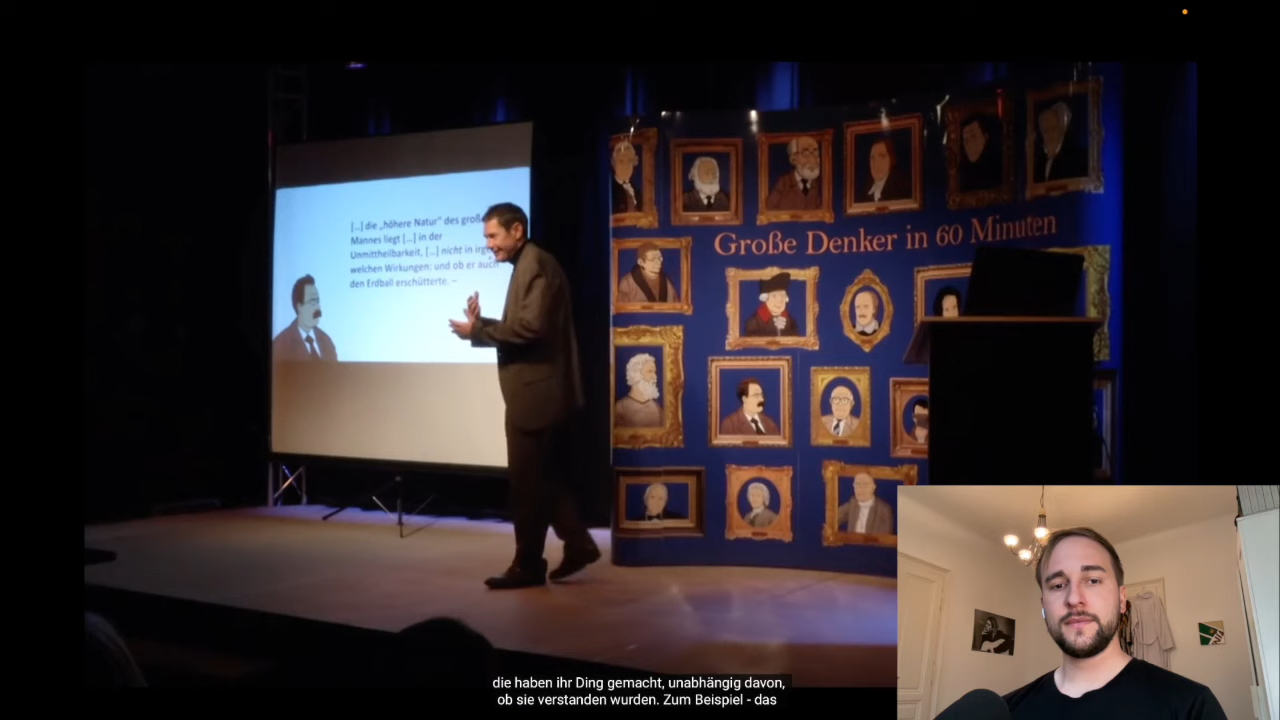 [...] die „höhere Natur" des große
Mannes liegt [...] in der
Unmittheilbarkeit, [...] nicht in irge
welchen Wirkungen: und ob er auch
den Erdball erschütterte. –
Große Denker in 60 Minuten
die haben ihr Ding gemacht, unabhängig davon,
ob sie verstanden wurden. Zum Beispiel - das